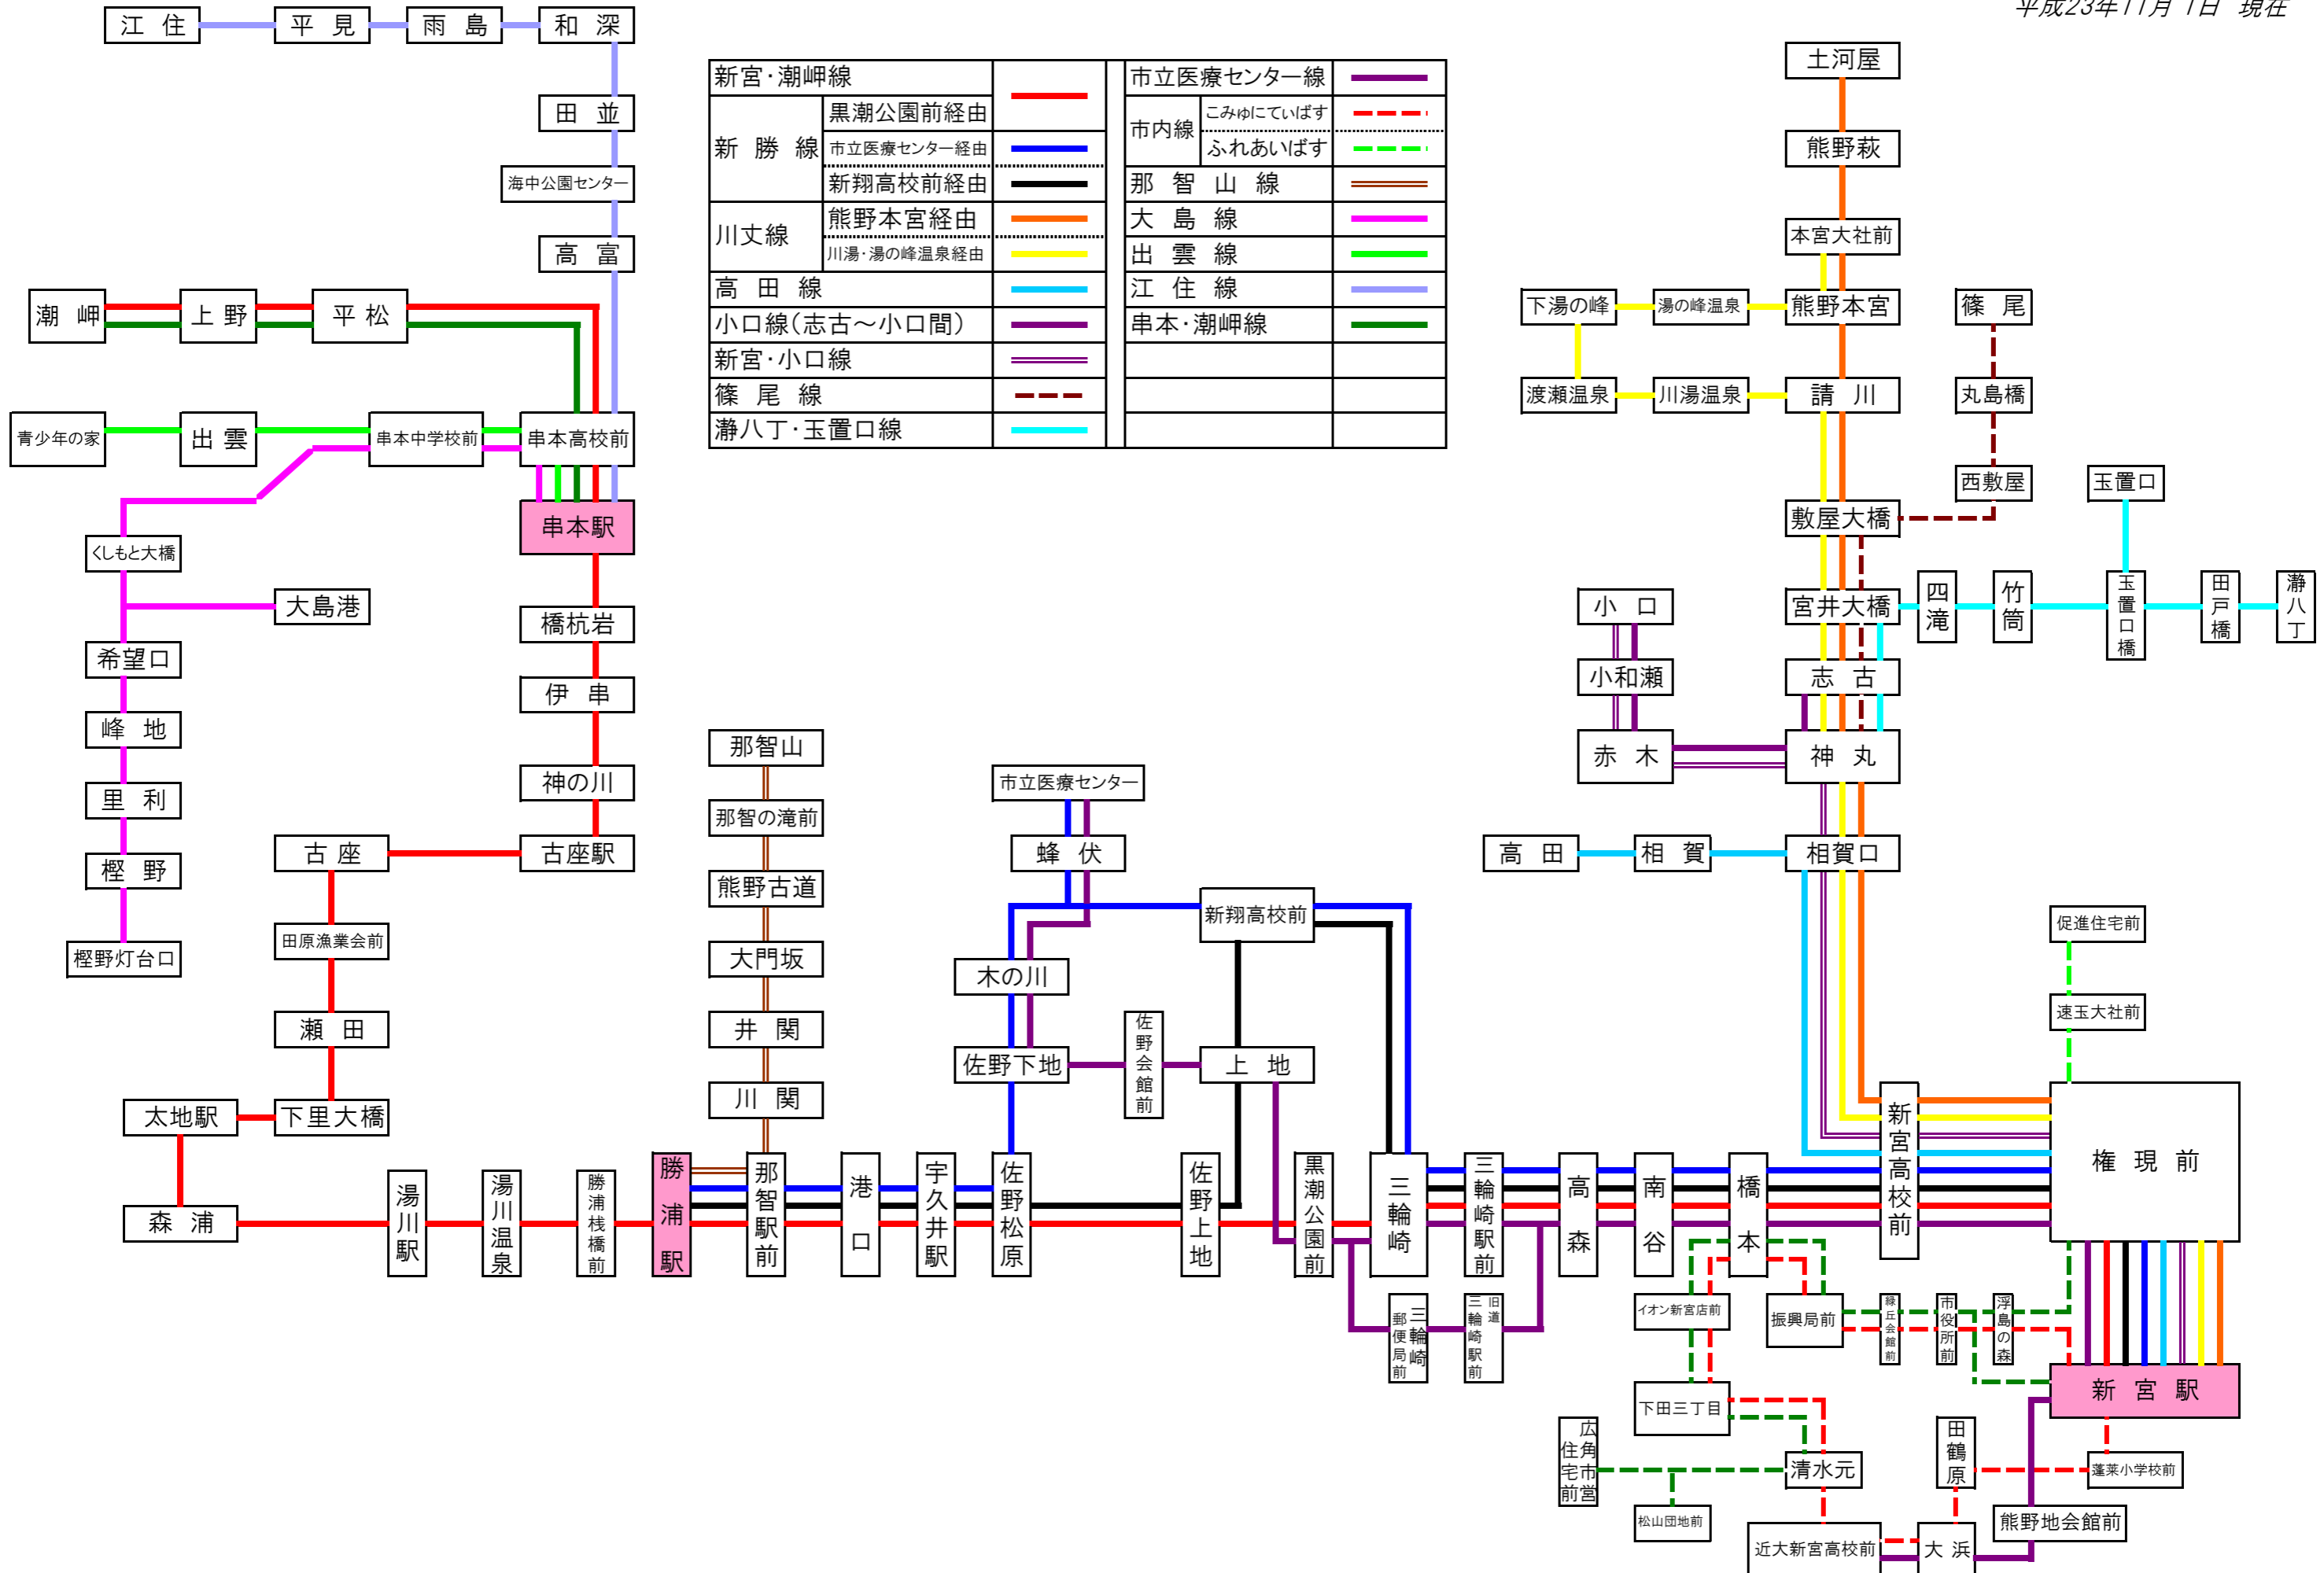 平成23年11月 1日 現在
江 住
平 見
雨 島
和 深
田 並
海中公園センター
高 富
新宮・潮岬線
新 勝 線
黒潮公園前経由
市立医療センター経由
新翔高校前経由
川丈線
熊野本宮経由
川湯・湯の峰温泉経由
高 田 線
小口線(志古～小口間)
新宮・小口線
篠 尾 線
瀞八丁・玉置口線
市立医療センター線
市内線
こみゅにてぃばす
ふれあいばす
那 智 山 線
大 島 線
出 雲 線
江 住 線
串本・潮岬線
潮 岬
上 野
平 松
青少年の家
出 雲
串本中学校前
串本高校前
串本駅
くしもと大橋
大島港
希望口
峰 地
里 利
樫 野
樫野灯台口
橋杭岩
伊 串
神の川
古座駅
古 座
田原漁業会前
瀬 田
下里大橋
太地駅
森 浦
湯川駅
湯川温泉
勝浦桟橋前
勝浦駅
那智山
那智の滝前
熊野古道
大門坂
井 関
川 関
那智駅前
港口
宇久井駅
佐野松原
市立医療センター
蜂 伏
新翔高校前
木の川
佐野下地
佐野会館前
上 地
佐野上地
黒潮公園前
三輪崎
三輪崎駅前
高森
南谷
橋本
新宮高校前
権 現 前
三輪崎郵便局前
旧道三輪崎駅前
土河屋
熊野萩
本宮大社前
下湯の峰
湯の峰温泉
熊野本宮
篠 尾
渡瀬温泉
川湯温泉
請 川
丸島橋
西敷屋
玉置口
敷屋大橋
宮井大橋
四滝
竹筒
玉置口橋
田戸橋
瀞八丁
小 口
小和瀬
志 古
赤 木
神 丸
高 田
相 賀
相賀口
促進住宅前
速玉大社前
イオン新宮店前
振興局前
緑丘会館前
市役所前
浮島の森
新 宮 駅
下田三丁目
広角市営住宅前
清水元
田鶴原
蓬莱小学校前
松山団地前
熊野地会館前
近大新宮高校前
大 浜